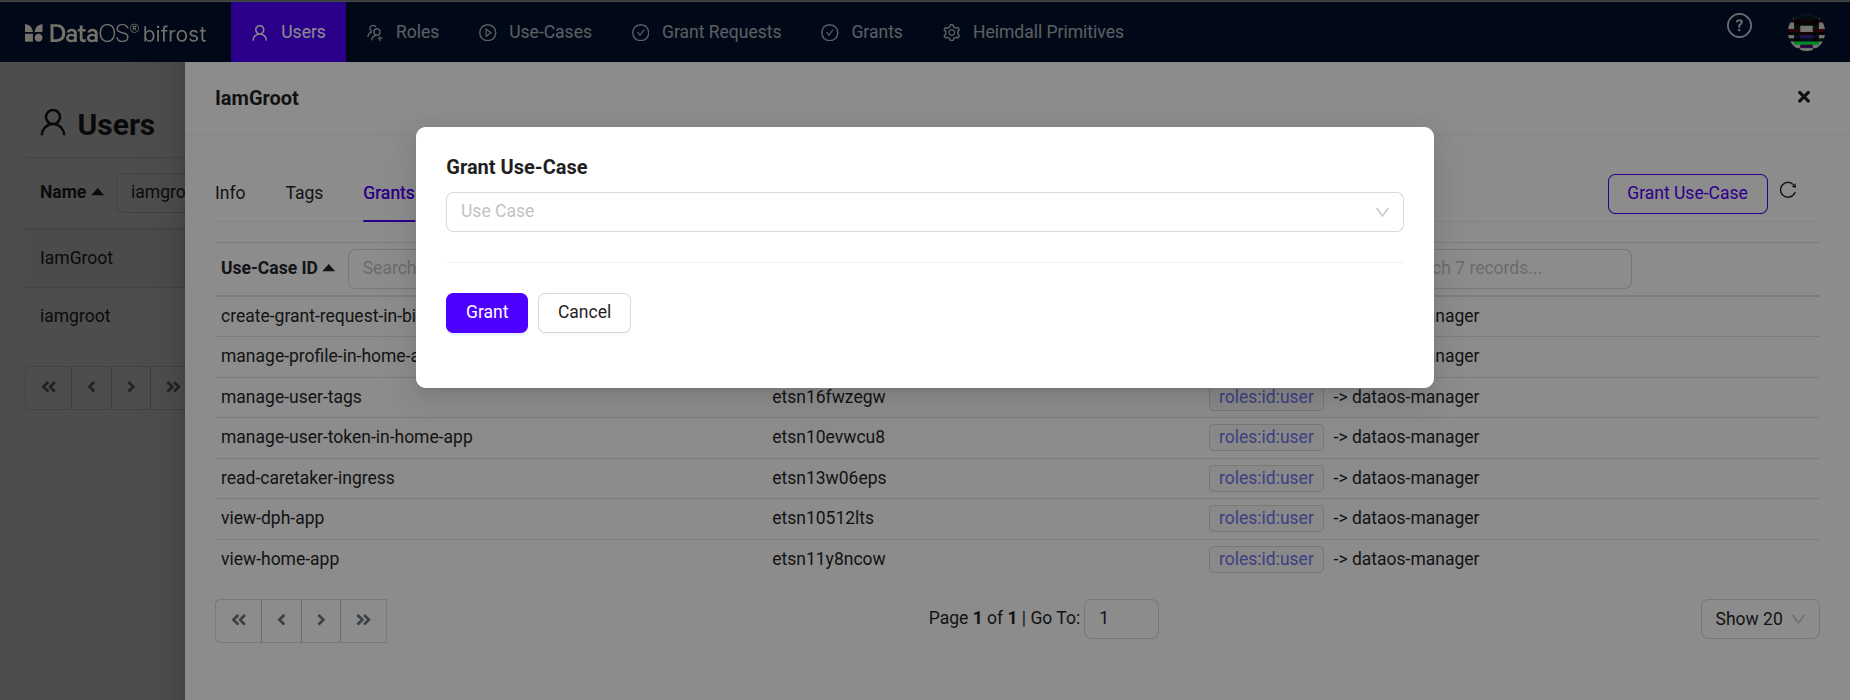 DataOS® bifrost Users Roles Use-Cases Grant Requests Grants Heimdall Primitives ?
IamGroot
Users
Grant Use-Case
Info Tags Grants Grant Use-Case
Name iamgro
Use Case
IamGroot
Use-Case ID Search ch 7 records...
Grant Cancel
iamgroot create-grant-request-in-bi nager
manage-profile-in-home-a nager
manage-user-tags etsn16fwzegw roles:id:user -> dataos-manager
manage-user-token-in-home-app etsn10evwcu8 roles:id:user -> dataos-manager
read-caretaker-ingress etsn13w06eps roles:id:user -> dataos-manager
view-dph-app etsn10512lts roles:id:user -> dataos-manager
view-home-app etsn11y8ncow roles:id:user -> dataos-manager
Page 1 of 1 | Go To: 1 Show 20